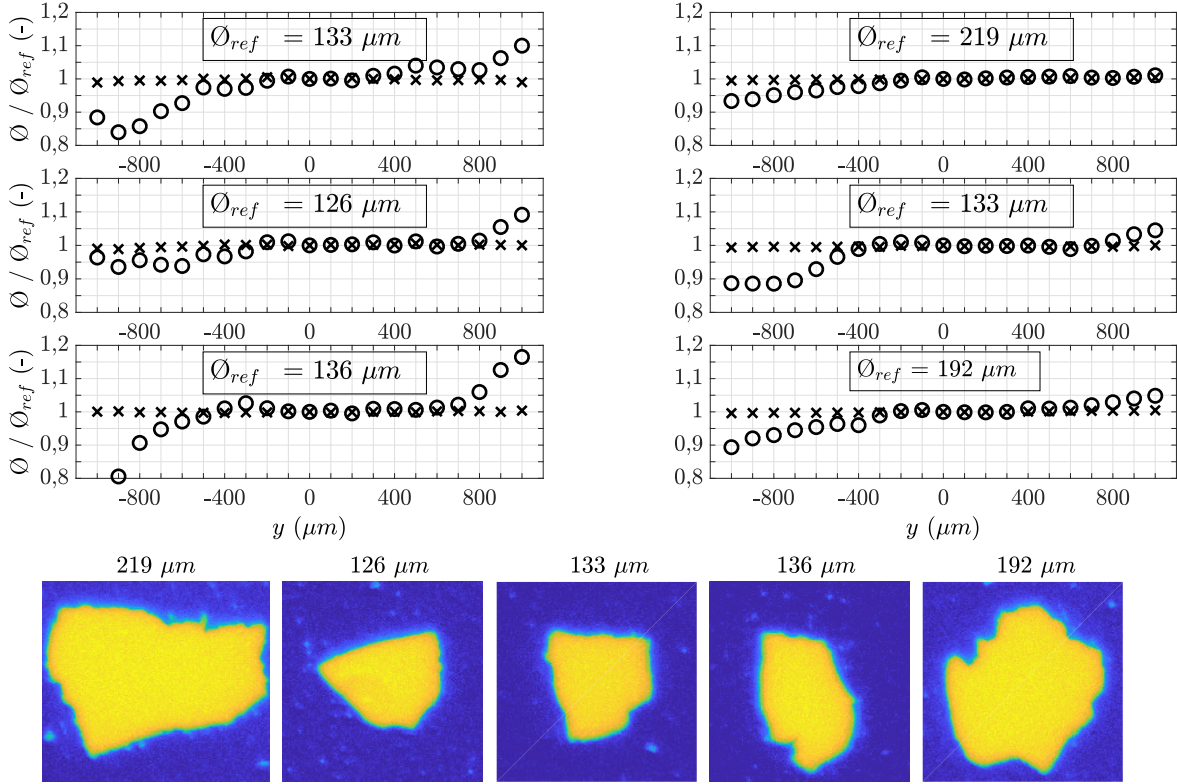 Ø / Ø_ref (-)
1,2
1,1
1
0,9
0,8
Ø_ref = 133 μm
-800 -400 0 400 800
1,2
1,1
1
0,9
0,8
Ø_ref = 219 μm
-800 -400 0 400 800
Ø / Ø_ref (-)
1,2
1,1
1
0,9
0,8
Ø_ref = 126 μm
-800 -400 0 400 800
1,2
1,1
1
0,9
0,8
Ø_ref = 133 μm
-800 -400 0 400 800
Ø / Ø_ref (-)
1,2
1,1
1
0,9
0,8
Ø_ref = 136 μm
-800 -400 0 400 800
y (μm)
1,2
1,1
1
0,9
0,8
Ø_ref = 192 μm
-800 -400 0 400 800
y (μm)
219 μm 126 μm 133 μm 136 μm 192 μm